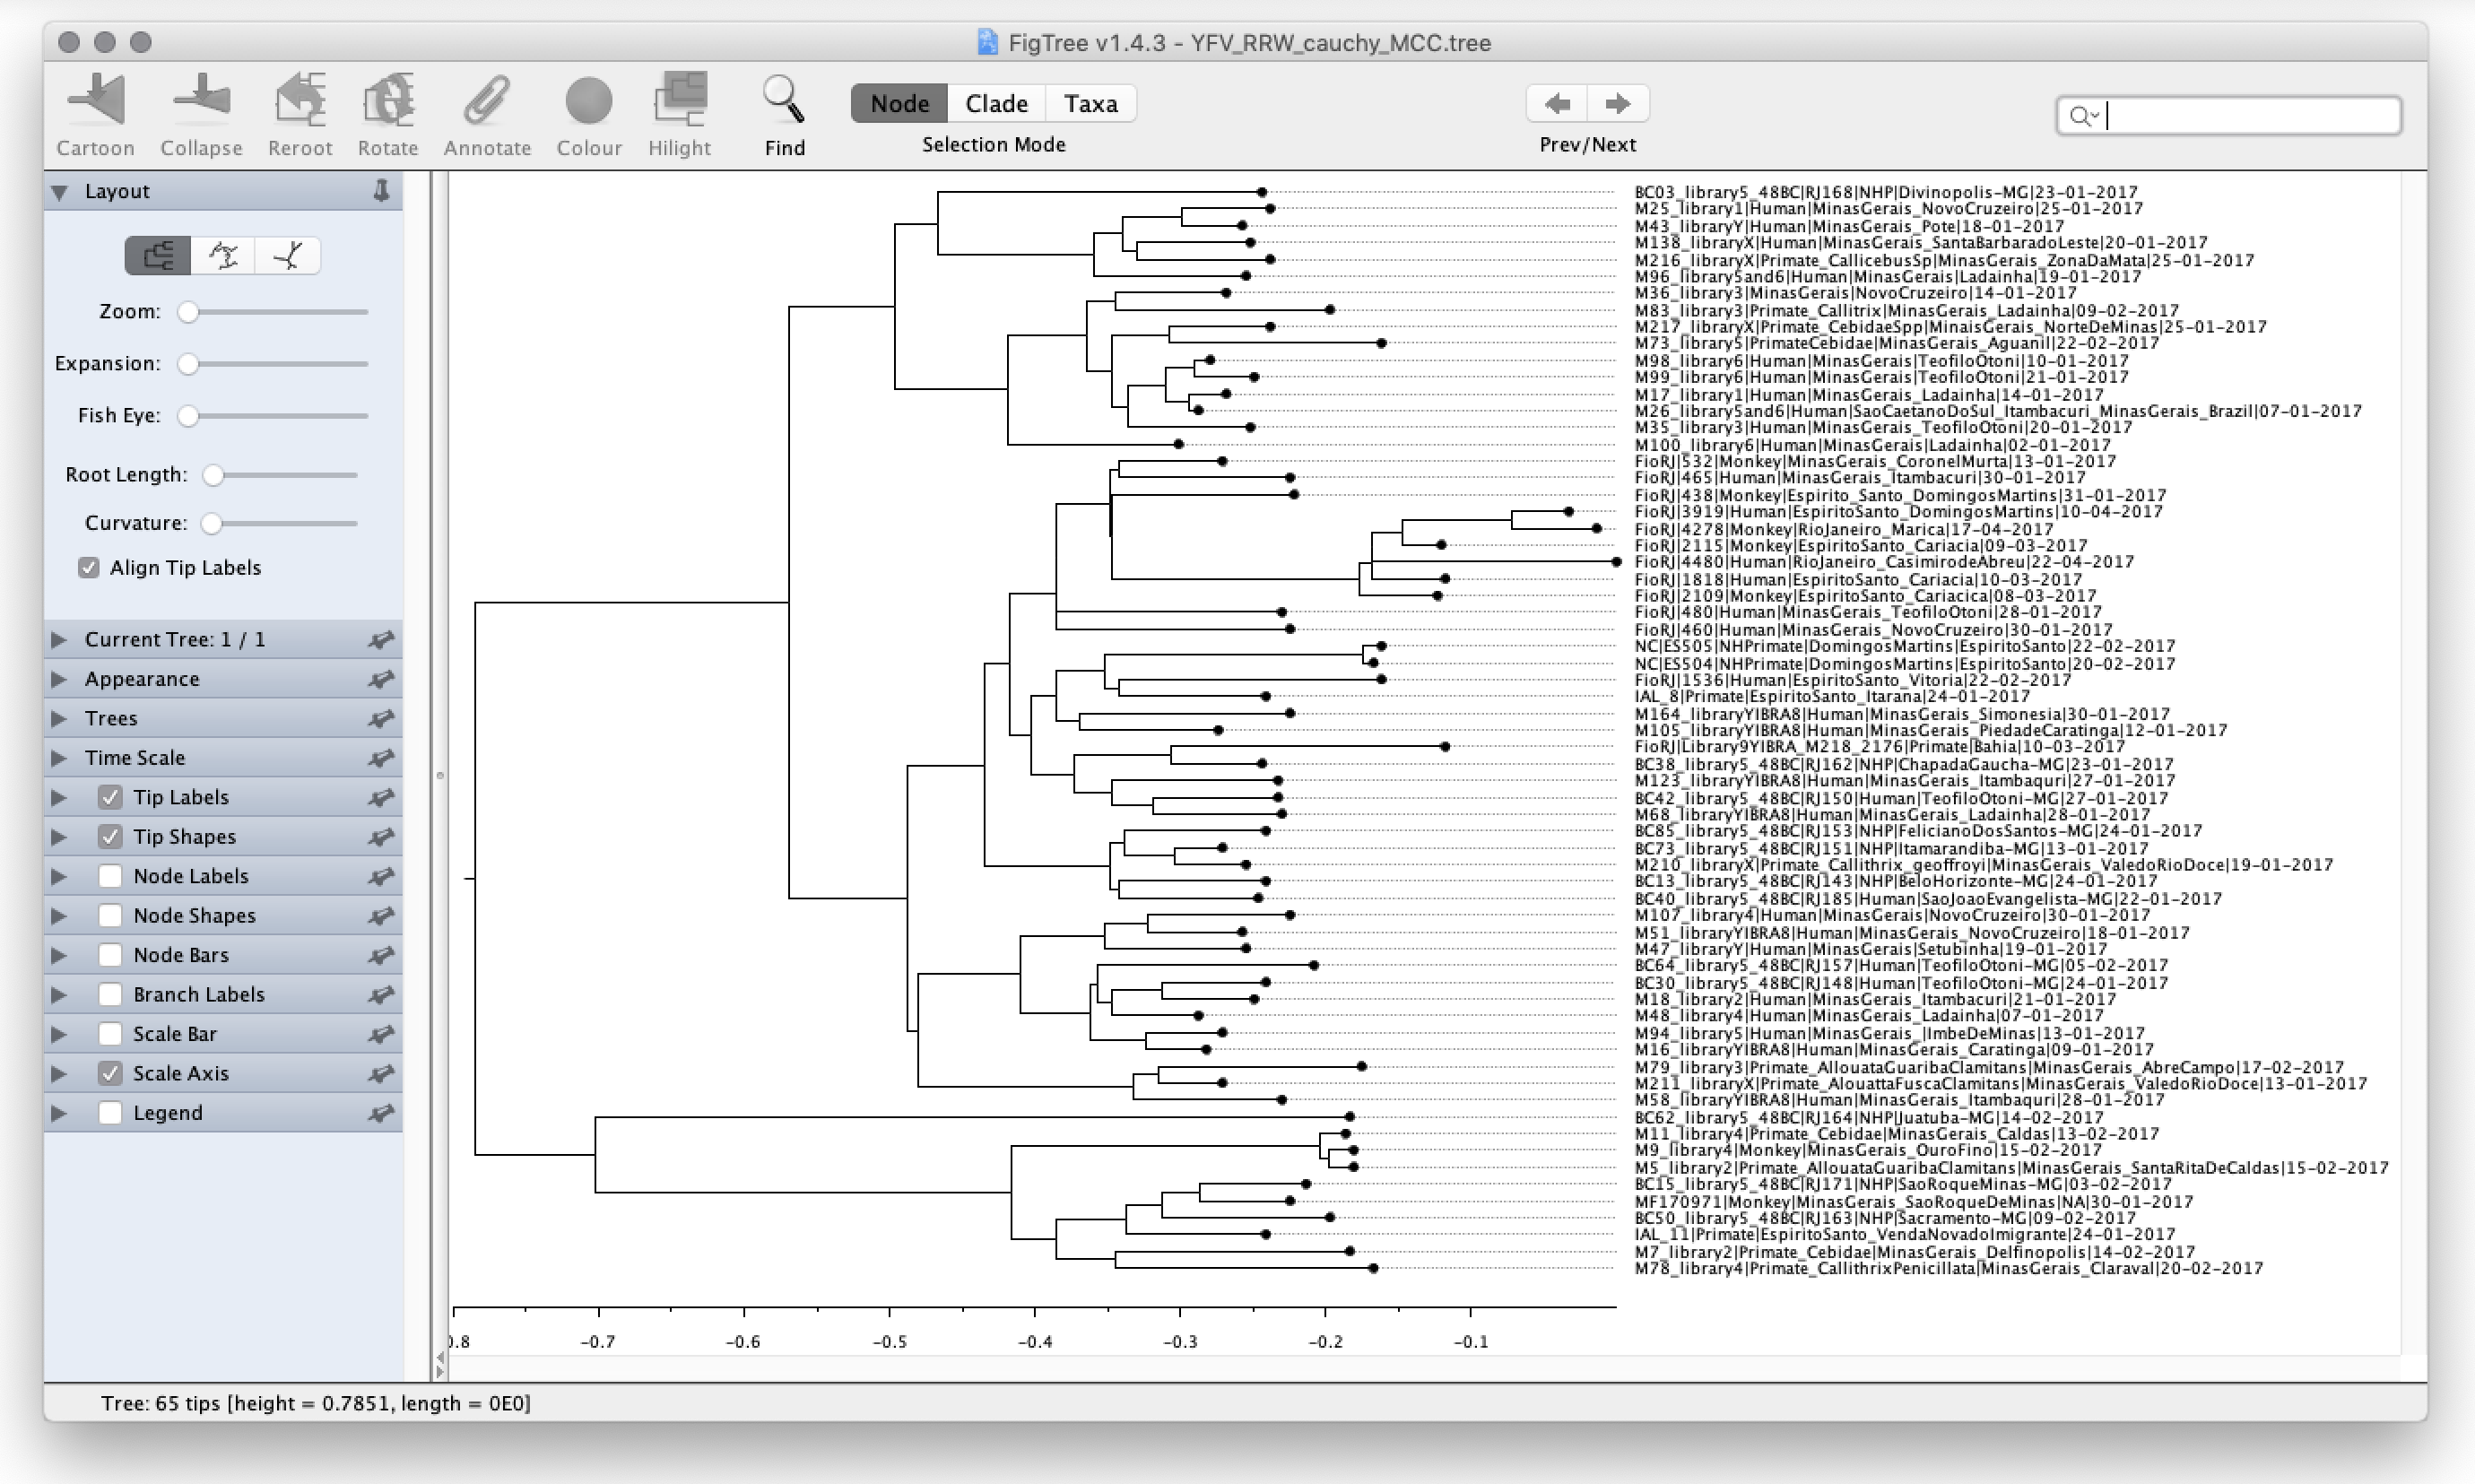 FigTree v1.4.3 - YFV_RRW_cauchy_MCC.tree
Cartoon Collapse Reroot Rotate Annotate Colour Hilight Find
Node Clade Taxa
Selection Mode
Prev/Next
Layout
Zoom:
Expansion:
Fish Eye:
Root Length:
Curvature:
Align Tip Labels
Current Tree: 1 / 1
Appearance
Trees
Time Scale
Tip Labels
Tip Shapes
Node Labels
Node Shapes
Node Bars
Branch Labels
Scale Bar
Scale Axis
Legend
BC03_library5_48BC|RJ168|NHP|Divinopolis-MG|23-01-2017
M25_library1|Human|MinasGerais_NovoCruzeiro|25-01-2017
M43_libraryY|Human|MinasGerais_Pote|18-01-2017
M138_libraryX|Human|MinasGerais_SantaBarbaradoLeste|20-01-2017
M216_libraryX|Primate_CallicebusSp|MinasGerais_ZonaDaMata|25-01-2017
M96_library5and6|Human|MinasGerais|Ladainha|19-01-2017
M36_library3|MinasGerais|NovoCruzeiro|14-01-2017
M83_library3|Primate_Callitrix|MinasGerais_Ladainha|09-02-2017
M217_libraryX|Primate_CebidaeSpp|MinaisGerais_NorteDeMinas|25-01-2017
M73_library5|PrimateCebidae|MinasGerais_Aguanil|22-02-2017
M98_library6|Human|MinasGerais|TeofiloOtoni|10-01-2017
M99_library6|Human|MinasGerais|TeofiloOtoni|21-01-2017
M17_library1|Human|MinasGerais_Ladainha|14-01-2017
M26_library5and6|Human|SaoCaetanoDoSul_Itambacuri_MinasGerais_Brazil|07-01-2017
M35_library3|Human|MinasGerais_TeofiloOtoni|20-01-2017
M100_library6|Human|MinasGerais|Ladainha|02-01-2017
FioRJ|532|Monkey|MinasGerais_CoronelMurta|13-01-2017
FioRJ|465|Human|MinasGerais_Itambacuri|30-01-2017
FioRJ|438|Monkey|Espirito_Santo_DomingosMartins|31-01-2017
FioRJ|3919|Human|EspiritoSanto_DomingosMartins|10-04-2017
FioRJ|4278|Monkey|RioJaneiro_Marica|17-04-2017
FioRJ|2115|Monkey|EspiritoSanto_Cariacia|09-03-2017
FioRJ|4480|Human|RioJaneiro_CasimirodeAbreu|22-04-2017
FioRJ|1818|Human|EspiritoSanto_Cariacia|10-03-2017
FioRJ|2109|Monkey|EspiritoSanto_Cariacica|08-03-2017
FioRJ|480|Human|MinasGerais_TeofiloOtoni|28-01-2017
FioRJ|460|Human|MinasGerais_NovoCruzeiro|30-01-2017
NC|ES505|NHPrimate|DomingosMartins|EspiritoSanto|22-02-2017
NC|ES504|NHPrimate|DomingosMartins|EspiritoSanto|20-02-2017
FioRJ|1536|Human|EspiritoSanto_Vitoria|22-02-2017
IAL_8|Primate|EspiritoSanto_Itarana|24-01-2017
M164_libraryYIBRA8|Human|MinasGerais_Simonesia|30-01-2017
M105_libraryYIBRA8|Human|MinasGerais_PiedadeCaratinga|12-01-2017
FioRJ|Library9YIBRA_M218_2176|Primate|Bahia|10-03-2017
BC38_library5_48BC|RJ162|NHP|ChapadaGaucha-MG|23-01-2017
M123_libraryYIBRA8|Human|MinasGerais_Itambaquri|27-01-2017
BC42_library5_48BC|RJ150|Human|TeofiloOtoni-MG|27-01-2017
M68_libraryYIBRA8|Human|MinasGerais_Ladainha|28-01-2017
BC85_library5_48BC|RJ153|NHP|FelicianoDosSantos-MG|24-01-2017
BC73_library5_48BC|RJ151|NHP|Itamarandiba-MG|13-01-2017
M210_libraryX|Primate_Callithrix_geoffroyi|MinasGerais_ValedoRioDoce|19-01-2017
BC13_library5_48BC|RJ143|NHP|BeloHorizonte-MG|24-01-2017
BC40_library5_48BC|RJ185|Human|SaoJoaoEvangelista-MG|22-01-2017
M107_library4|Human|MinasGerais|NovoCruzeiro|30-01-2017
M51_libraryYIBRA8|Human|MinasGerais_NovoCruzeiro|18-01-2017
M47_libraryY|Human|MinasGerais|Setubinha|19-01-2017
BC64_library5_48BC|RJ157|Human|TeofiloOtoni-MG|05-02-2017
BC30_library5_48BC|RJ148|Human|TeofiloOtoni-MG|24-01-2017
M18_library2|Human|MinasGerais_Itambacuri|21-01-2017
M48_library4|Human|MinasGerais_Ladainha|07-01-2017
M94_library5|Human|MinasGerais_ImbeDeMinas|13-01-2017
M16_libraryYIBRA8|Human|MinasGerais_Caratinga|09-01-2017
M79_library3|Primate_AllouataGuaribaClamitans|MinasGerais_AbreCampo|17-02-2017
M211_libraryX|Primate_AlouattaFuscaClamitans|MinasGerais_ValedoRioDoce|13-01-2017
M58_libraryYIBRA8|Human|MinasGerais_Itambaquri|28-01-2017
BC62_library5_48BC|RJ164|NHP|Juatuba-MG|14-02-2017
M11_library4|Primate_Cebidae|MinasGerais_Caldas|13-02-2017
M9_library4|Monkey|MinasGerais_OuroFino|15-02-2017
M5_library2|Primate_AllouataGuaribaClamitans|MinasGerais_SantaRitaDeCaldas|15-02-2017
BC15_library5_48BC|RJ171|NHP|SaoRoqueMinas-MG|03-02-2017
MF170971|Monkey|MinasGerais_SaoRoqueDeMinas|NA|30-01-2017
BC50_library5_48BC|RJ163|NHP|Sacramento-MG|09-02-2017
IAL_11|Primate|EspiritoSanto_VendaNovadoImigrante|24-01-2017
M7_library2|Primate_Cebidae|MinasGerais_Delfinopolis|14-02-2017
M78_library4|Primate_CallithrixPenicillata|MinasGerais_Claraval|20-02-2017
0.8 -0.7 -0.6 -0.5 -0.4 -0.3 -0.2 -0.1
Tree: 65 tips [height = 0.7851, length = 0E0]